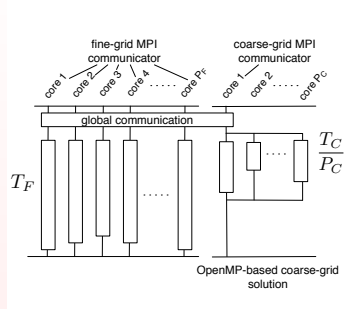 fine-grid MPI
communicator
coarse-grid MPI
communicator
core 1
core 2
core 3
core 4
.....
core P_F
core 1
core 2
.....
core P_C
global communication
T_F
.....
....
T_C
P_C
OpenMP-based coarse-grid
solution